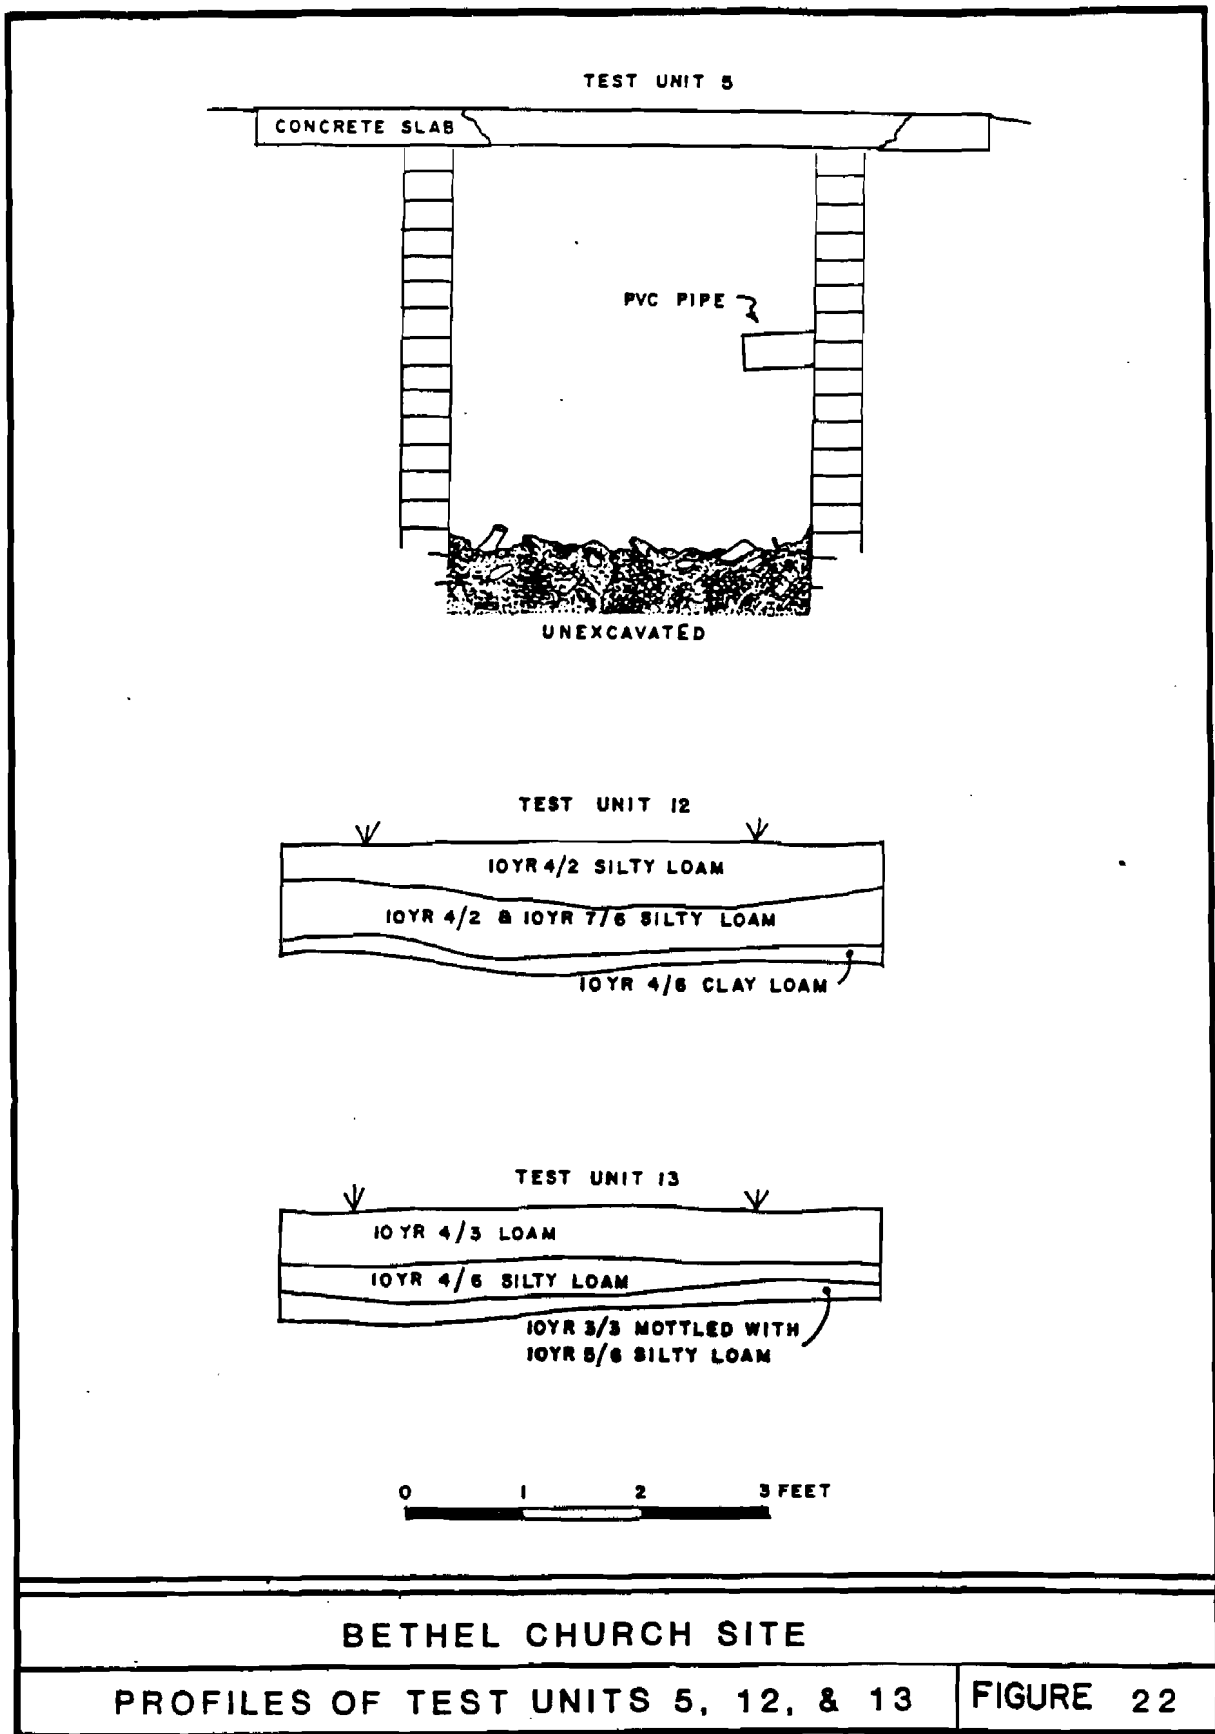 TEST UNIT 5
CONCRETE SLAB
PVC PIPE
UNEXCAVATED
TEST UNIT 12
10YR 4/2 SILTY LOAM
10YR 4/2 & 10YR 7/6 SILTY LOAM
10YR 4/6 CLAY LOAM
TEST UNIT 13
10YR 4/3 LOAM
10YR 4/6 SILTY LOAM
10YR 3/3 MOTTLED WITH
10YR 5/6 SILTY LOAM
0 1 2 3 FEET
BETHEL CHURCH SITE
PROFILES OF TEST UNITS 5, 12, & 13
FIGURE 22